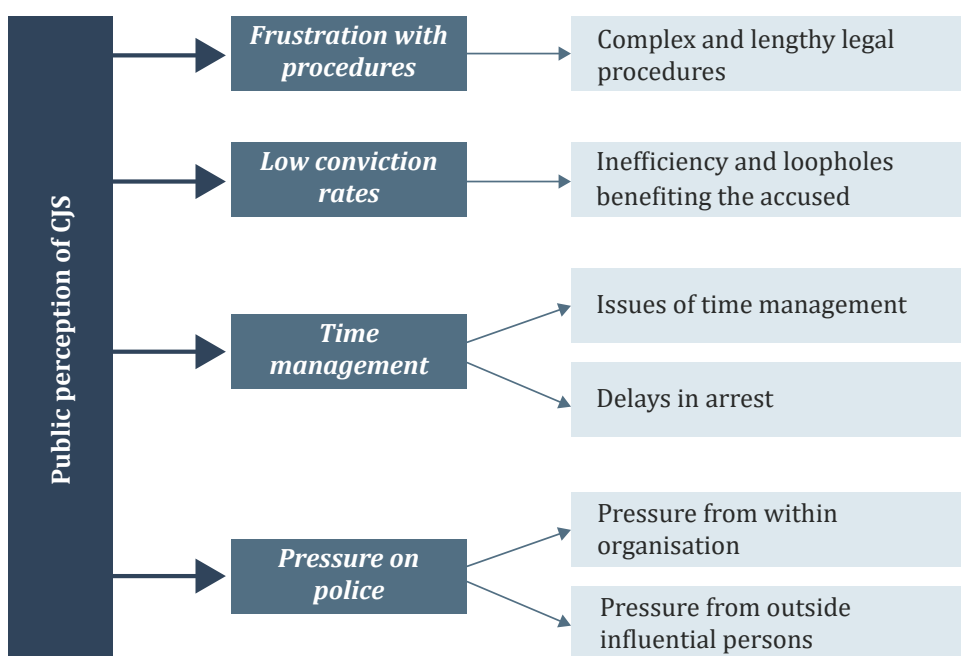 Public perception of CJS
Frustration with
procedures
Complex and lengthy legal
procedures
Low conviction
rates
Inefficiency and loopholes
benefiting the accused
Time
management
Issues of time management
Delays in arrest
Pressure on
police
Pressure from within
organisation
Pressure from outside
influential persons